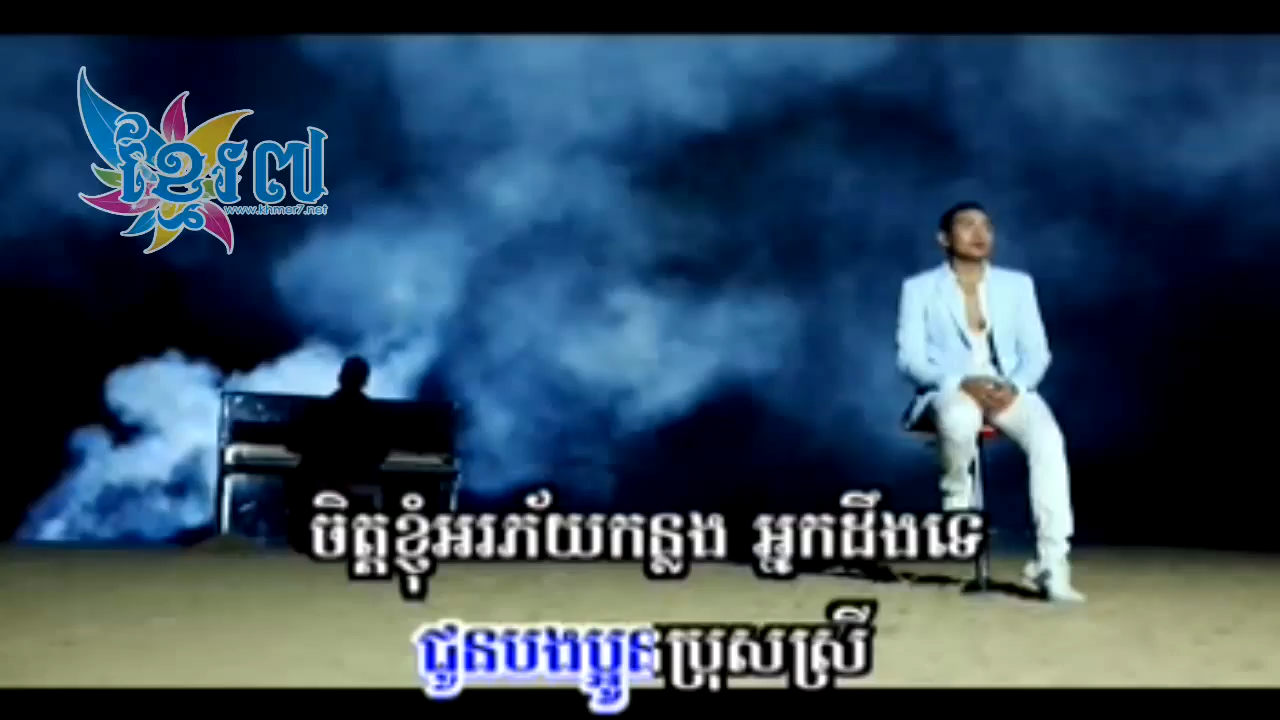 ខ្មែរ៧
www.khmer7.net
ចិត្តខ្ញុំអរភ័យកន្លង អ្នកដឹងទេ
ជូនបងប្អូនប្រុសស្រី